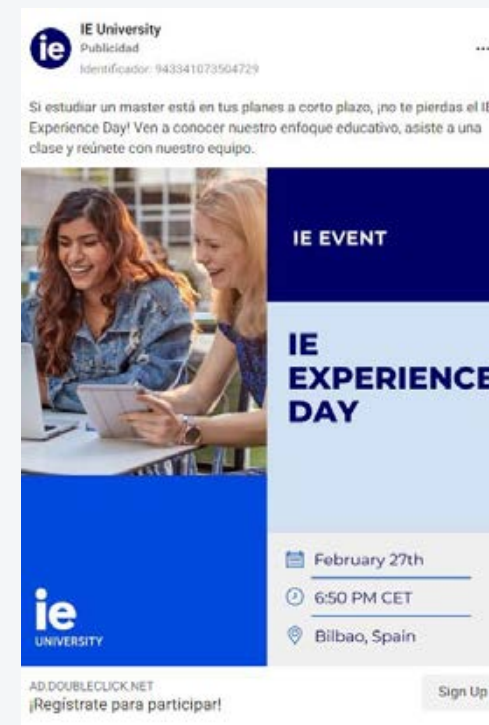 ie
IE University
Publicidad
Identificador: 943341073504729
Si estudiar un master está en tus planes a corto plazo, ¡no te pierdas el IE
Experience Day! Ven a conocer nuestro enfoque educativo, asiste a una
clase y reúnete con nuestro equipo.
IE EVENT
IE
EXPERIENCE
DAY
February 27th
6:50 PM CET
Bilbao, Spain
ie
UNIVERSITY
AD.DOUBLECLICK.NET
¡Regístrate para participar!
Sign Up